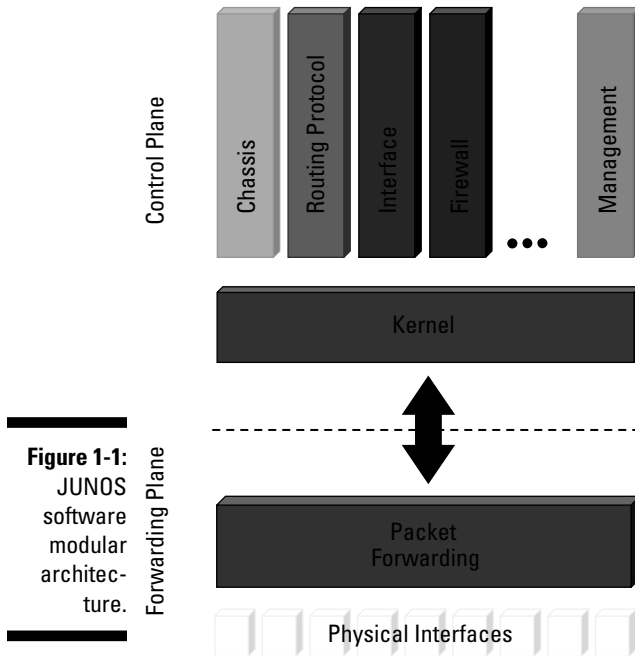 Control Plane
Chassis
Routing Protocol
Interface
Firewall
•••
Management
Kernel
Forwarding Plane
Packet
Forwarding
Physical Interfaces
Figure 1-1:
JUNOS
software
modular
architec-
ture.